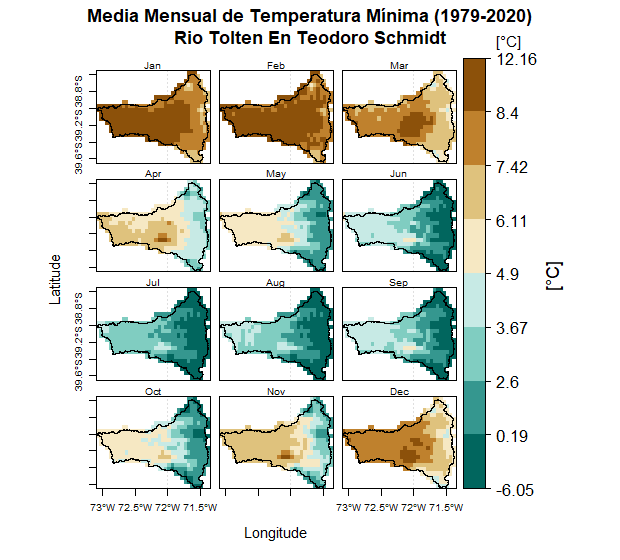 Media Mensual de Temperatura Mínima (1979-2020)
Rio Tolten En Teodoro Schmidt
[°C]
Jan Feb Mar
39.6°S 39.2°S 38.8°S
Apr May Jun
Jul Aug Sep
39.6°S 39.2°S 38.8°S
Oct Nov Dec
73°W 72.5°W 72°W 71.5°W
73°W 72.5°W 72°W 71.5°W
Latitude
Longitude
12.16
8.4
7.42
6.11
4.9
3.67
2.6
0.19
-6.05
[°C]